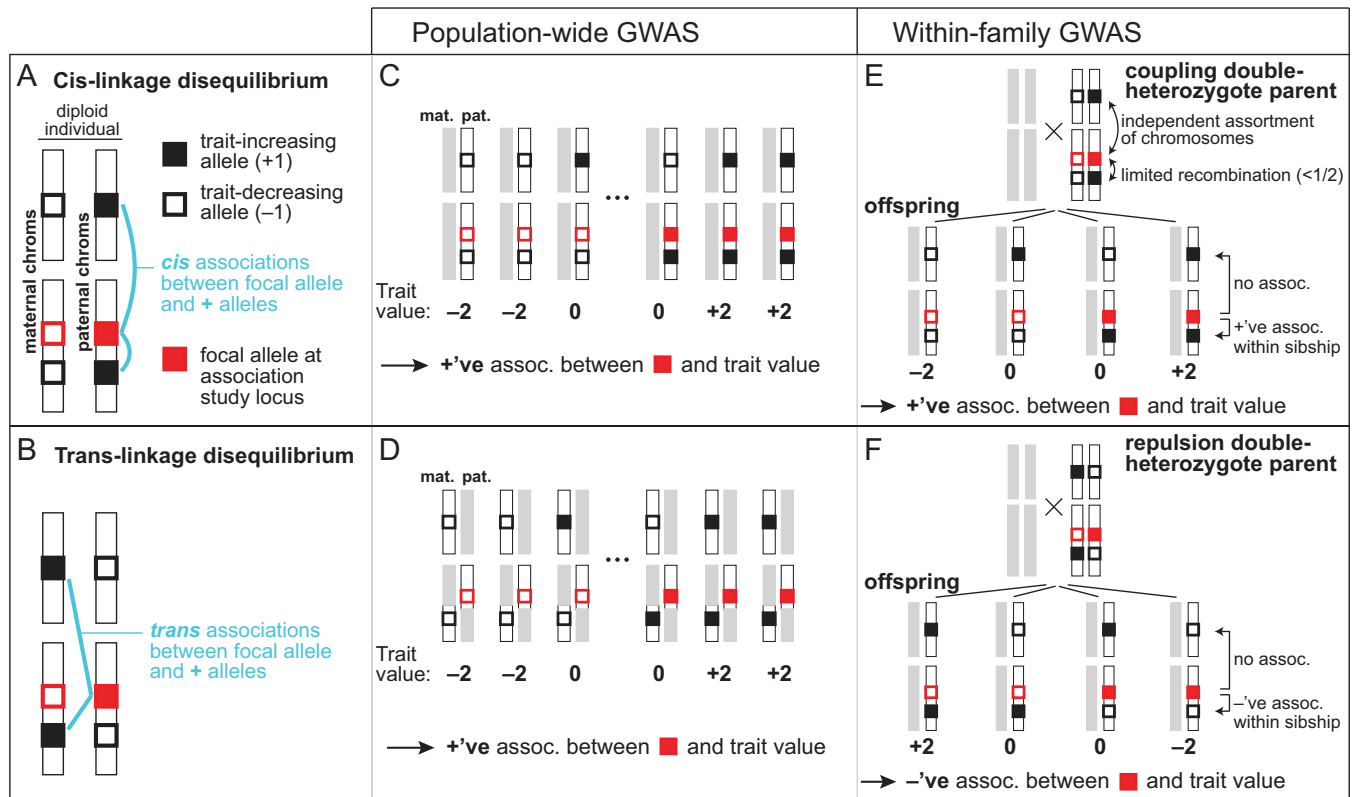 Population-wide GWAS
Within-family GWAS
A
Cis-linkage disequilibrium
diploid
individual
maternal chroms
paternal chroms
trait-increasing
allele (+1)
trait-decreasing
allele (–1)
cis associations
between focal allele
and + alleles
focal allele at
association
study locus
C
mat. pat.
...
Trait
value: –2 –2 0 0 +2 +2
+’ve assoc. between and trait value
E
coupling double-
heterozygote parent
independent assortment
of chromosomes
limited recombination (<1/2)
offspring
no assoc.
+’ve assoc.
within sibship
–2 0 0 +2
+’ve assoc. between and trait value
B
Trans-linkage disequilibrium
trans associations
between focal allele
and + alleles
D
mat. pat.
...
Trait
value: –2 –2 0 0 +2 +2
+’ve assoc. between and trait value
F
repulsion double-
heterozygote parent
offspring
no assoc.
–’ve assoc.
within sibship
+2 0 0 –2
–’ve assoc. between and trait value